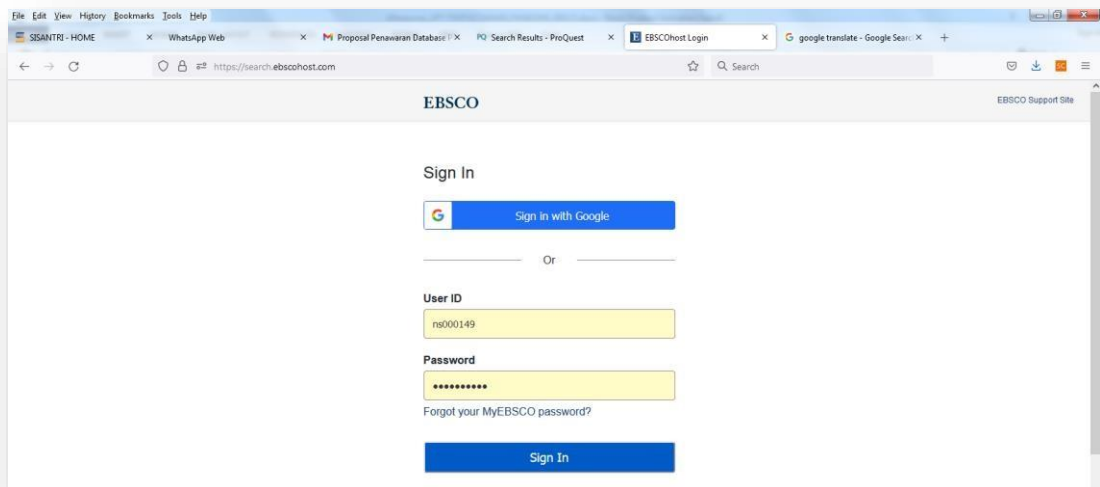 File Edit View History Bookmarks Tools Help
SISANTRI - HOME × WhatsApp Web × Proposal Penawaran Database × Search Results - ProQuest × EBSCOhost Login × google translate - Google Searc × +
https://search.ebscohost.com Search
EBSCO EBSCO Support Site
Sign In
Sign in with Google
Or
User ID
ns000149
Password
••••••••••
Forgot your MyEBSCO password?
Sign In